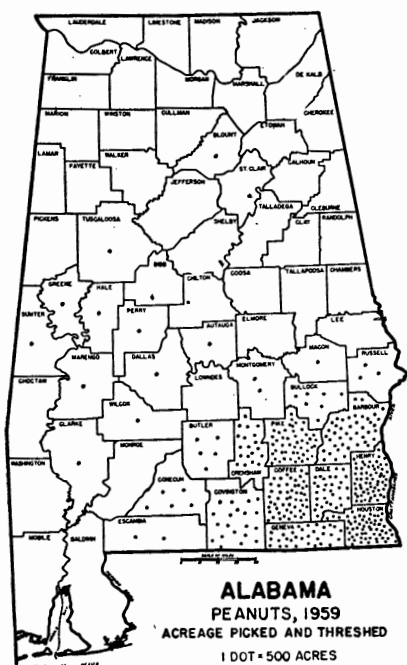 LAUDERDALE
LIMESTONE
MADISON
JACKSON
COLBERT
LAWRENCE
FRANKLIN
MORGAN
MARSHALL
DE KALB
MARION
WINSTON
CULLMAN
BLOUNT
ETOWAH
CHEROKEE
LAMAR
FAYETTE
WALKER
JEFFERSON
ST. CLAIR
CALHOUN
CLEBURNE
TALLADEGA
PICKENS
TUSCALOOSA
SHELBY
CLAY
RANDOLPH
BIBB
CHILTON
COOSA
TALLAPOOSA
CHAMBERS
GREENE
HALE
SUMTER
PERRY
AUTAUGA
ELMORE
LEE
MARENGO
DALLAS
MACON
RUSSELL
CHOCTAW
LOWNDES
MONTGOMERY
BULLOCK
WILCOX
CLARKE
BUTLER
PIKE
BARBOUR
MONROE
WASHINGTON
CRENSHAW
COFFEE
DALE
HENRY
CONECUH
COVINGTON
HOUSTON
ESCAMBIA
GENEVA
MOBILE
BALDWIN
ALABAMA
PEANUTS, 1959
ACREAGE PICKED AND THRESHED
1 DOT = 500 ACRES